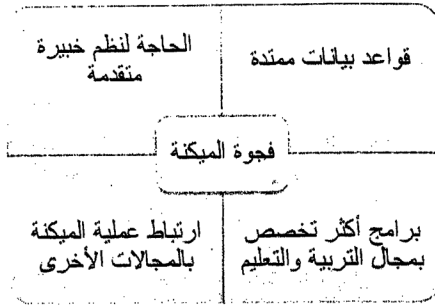 قواعد بيانات ممتدة
الحاجة لنظم خبيرة
متقدمة
فجوة الميكنة
برامج أكثر تخصص
بمجال التربية والتعليم
ارتباط عملية الميكنة
بالمجالات الأخرى